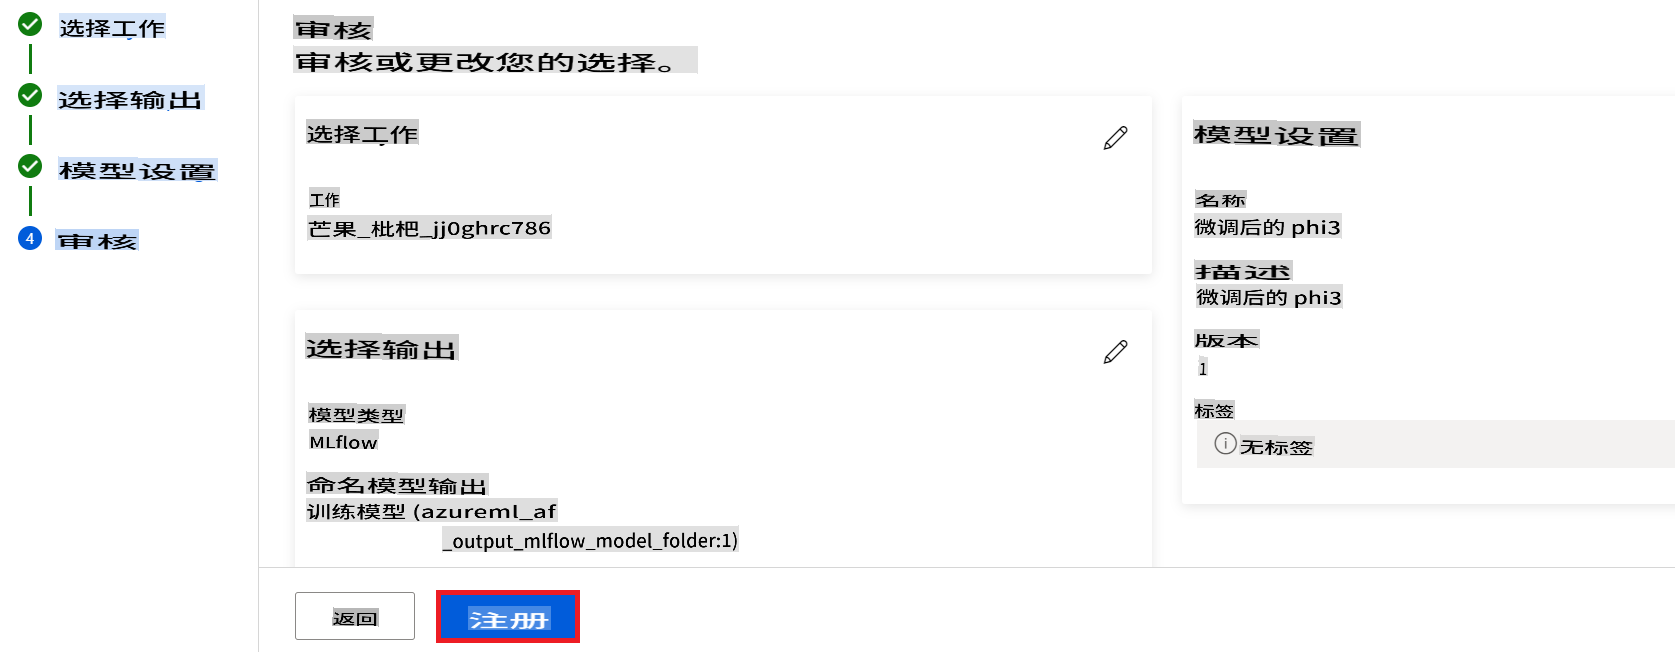 选择工作
选择输出
模型设置
4
审核
审核
审核或更改您的选择。
选择工作
工作
芒果_枇杷_jj0ghrc786
选择输出
模型类型
MLflow
命名模型输出
训练模型 (azureml_af
_output_mlflow_model_folder:1)
模型设置
名称
微调后的 phi3
描述
微调后的 phi3
版本
1
标签
无标签
返回
注册